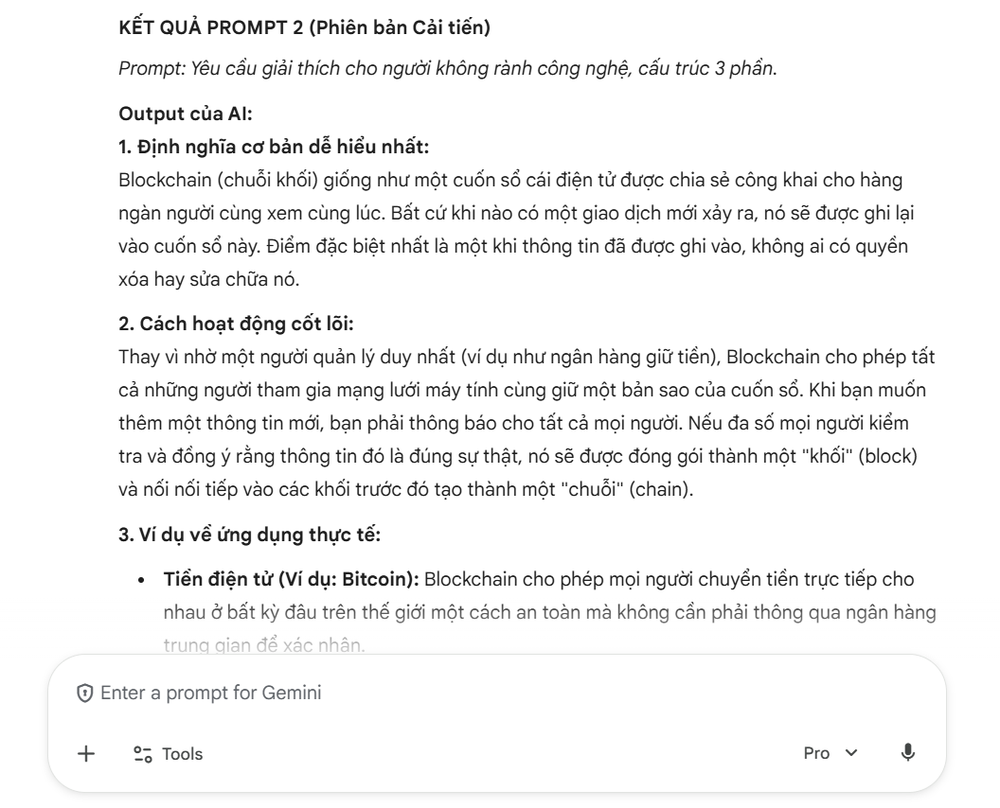 KẾT QUẢ PROMPT 2 (Phiên bản Cải tiến)
Prompt: Yêu cầu giải thích cho người không rành công nghệ, cấu trúc 3 phần.
Output của AI:
1. Định nghĩa cơ bản dễ hiểu nhất:
Blockchain (chuỗi khối) giống như một cuốn sổ cái điện tử được chia sẻ công khai cho hàng
ngàn người cùng xem cùng lúc. Bất cứ khi nào có một giao dịch mới xảy ra, nó sẽ được ghi lại
vào cuốn sổ này. Điểm đặc biệt nhất là một khi thông tin đã được ghi vào, không ai có quyền
xóa hay sửa chữa nó.
2. Cách hoạt động cốt lõi:
Thay vì nhờ một người quản lý duy nhất (ví dụ như ngân hàng giữ tiền), Blockchain cho phép tất
cả những người tham gia mạng lưới máy tính cùng giữ một bản sao của cuốn sổ. Khi bạn muốn
thêm một thông tin mới, bạn phải thông báo cho tất cả mọi người. Nếu đa số mọi người kiểm
tra và đồng ý rằng thông tin đó là đúng sự thật, nó sẽ được đóng gói thành một "khối" (block)
và nối nối tiếp vào các khối trước đó tạo thành một "chuỗi" (chain).
3. Ví dụ về ứng dụng thực tế:
• Tiền điện tử (Ví dụ: Bitcoin): Blockchain cho phép mọi người chuyển tiền trực tiếp cho
nhau ở bất kỳ đâu trên thế giới một cách an toàn mà không cần phải thông qua ngân hàng
trung gian để xác nhận.
Enter a prompt for Gemini
Tools
Pro